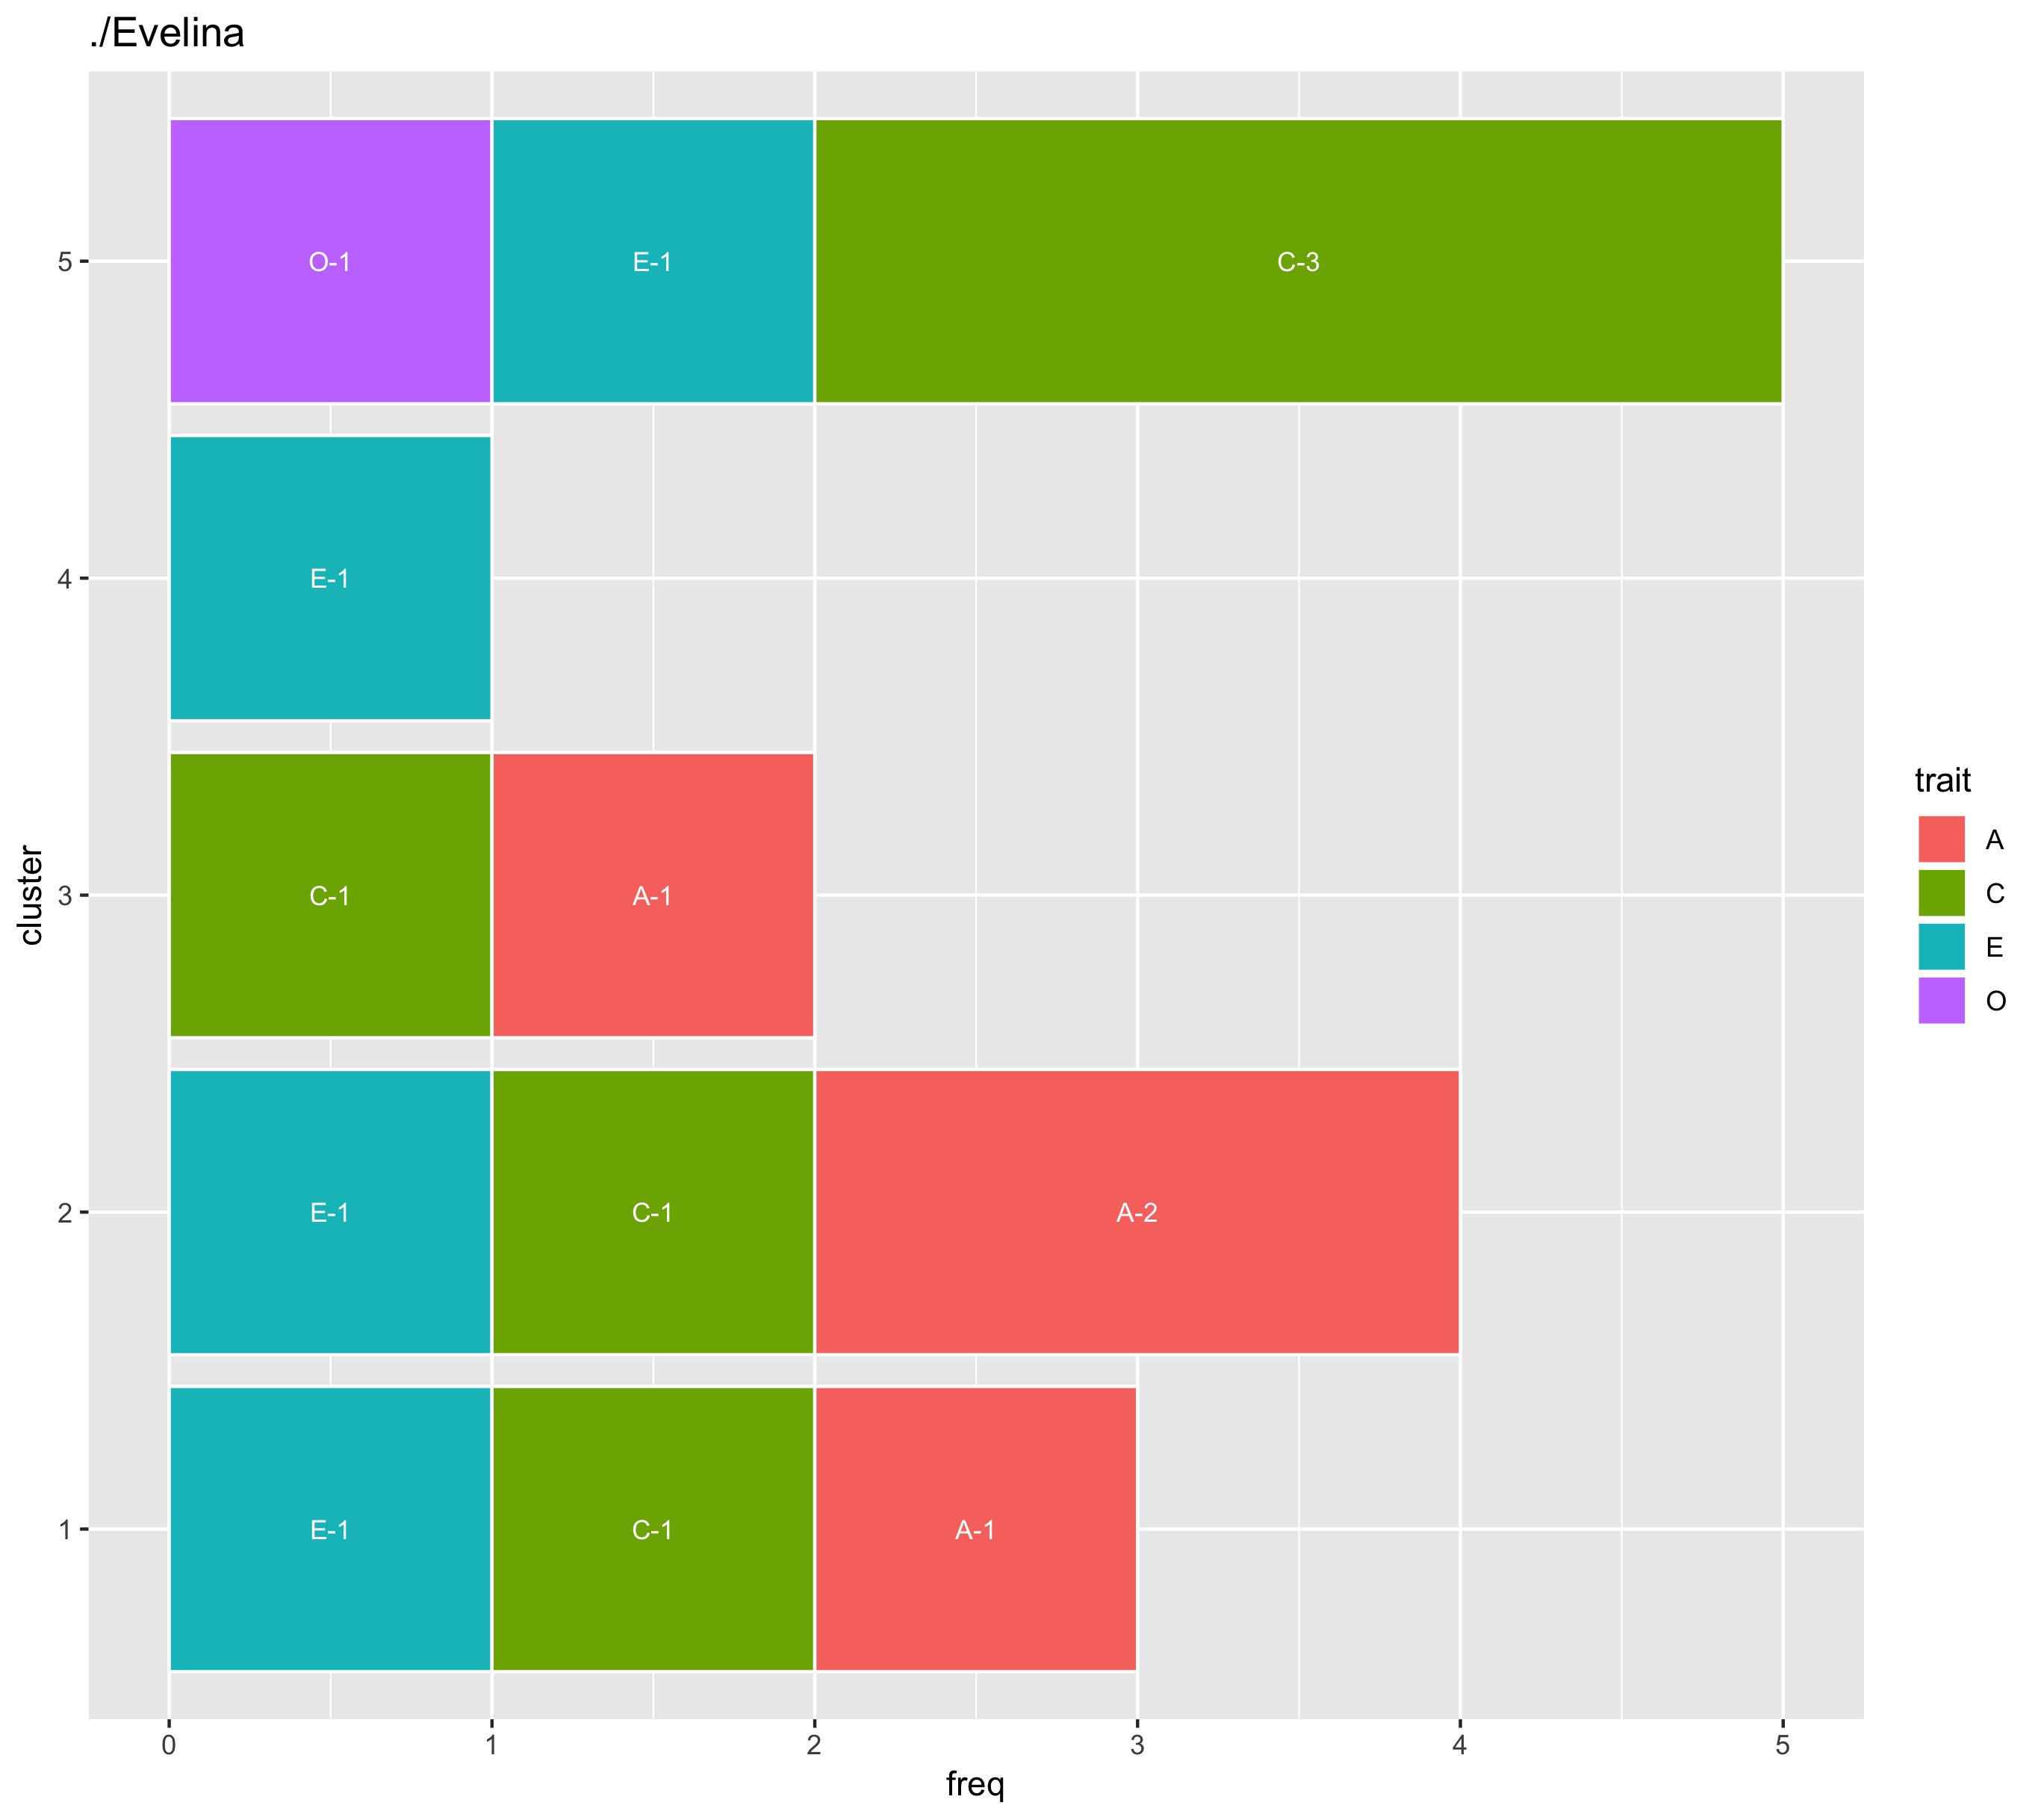 ./Evelina
5
O-1 E-1 C-3
4
E-1
cluster
3
C-1 A-1
2
E-1 C-1 A-2
1
E-1 C-1 A-1
0 1 2 3 4 5
freq
trait
A
C
E
O